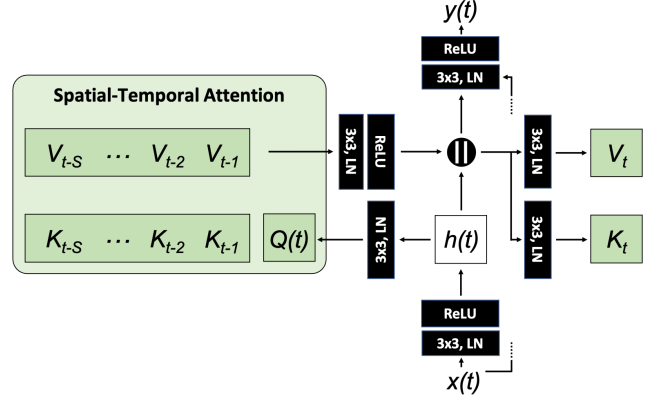 y(t)
ReLU
3x3, LN
Spatial-Temporal Attention
V_{t-S} ... V_{t-2} V_{t-1}
3x3, LN
ReLU
3x3, LN
V_t
K_{t-S} ... K_{t-2} K_{t-1}
Q(t)
3x3, LN
h(t)
3x3, LN
K_t
ReLU
3x3, LN
x(t)